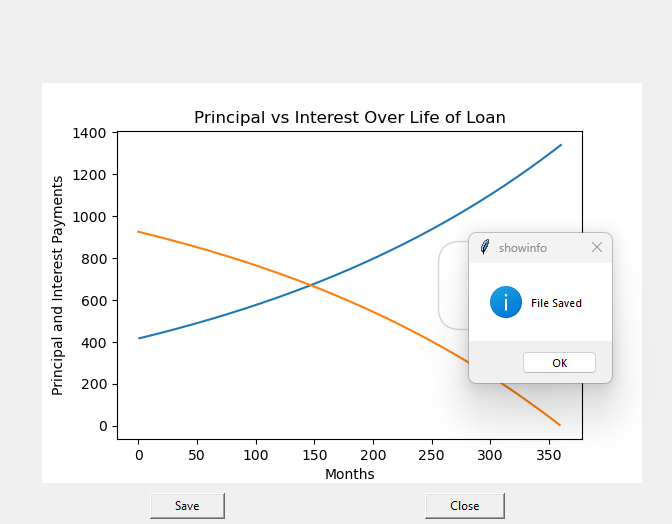 Principal vs Interest Over Life of Loan
Principal and Interest Payments
1400
1200
1000
800
600
400
200
0
0 50 100 150 200 250 300 350
Months
showinfo
File Saved
OK
Save
Close